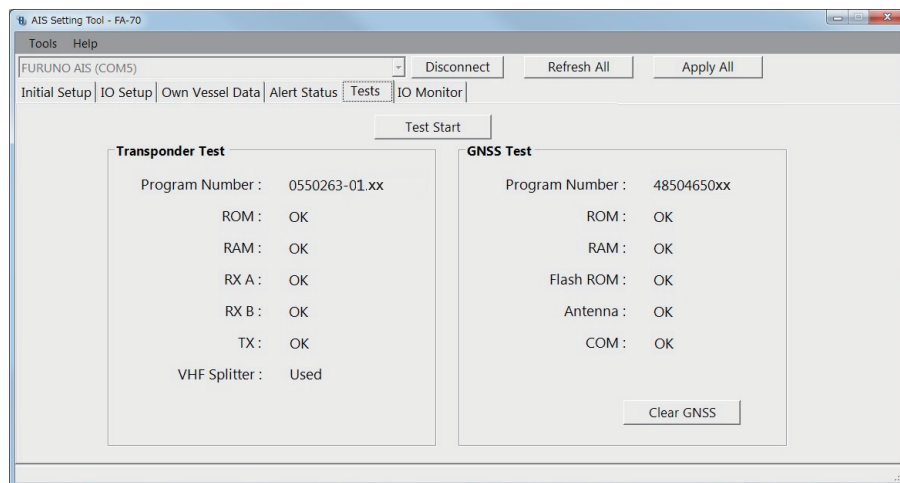 AIS Setting Tool - FA-70
Tools Help
FURUNO AIS (COM5) Disconnect Refresh All Apply All
Initial Setup IO Setup Own Vessel Data Alert Status Tests IO Monitor
Test Start
Transponder Test
Program Number : 0550263-01.xx
ROM : OK
RAM : OK
RX A : OK
RX B : OK
TX : OK
VHF Splitter : Used
GNSS Test
Program Number : 48504650xx
ROM : OK
RAM : OK
Flash ROM : OK
Antenna : OK
COM : OK
Clear GNSS